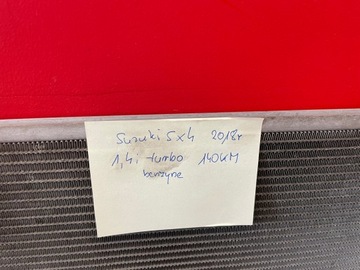 Suzuki Sx4 2018r
1,4i turbo 140KM
benzyna